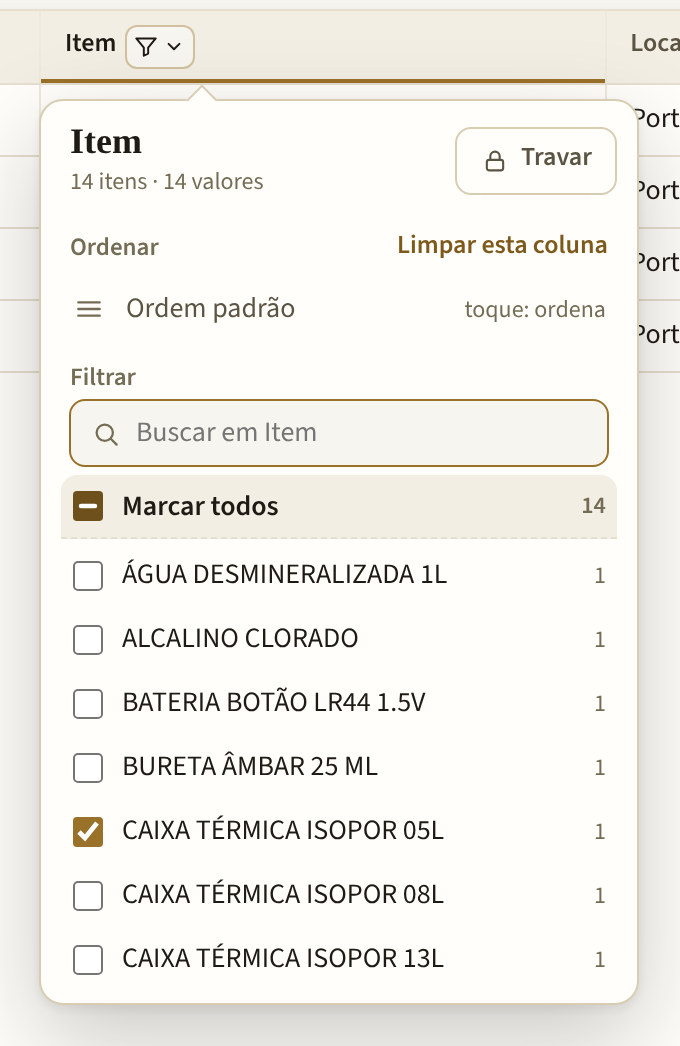 Item
Loca
Item
Travar
14 itens · 14 valores
Ordenar
Limpar esta coluna
Ordem padrão
toque: ordena
Filtrar
Buscar em Item
Marcar todos 14
ÁGUA DESMINERALIZADA 1L 1
ALCALINO CLORADO 1
BATERIA BOTÃO LR44 1.5V 1
BURETA ÂMBAR 25 ML 1
CAIXA TÉRMICA ISOPOR 05L 1
CAIXA TÉRMICA ISOPOR 08L 1
CAIXA TÉRMICA ISOPOR 13L 1
Port
Port
Port
Port